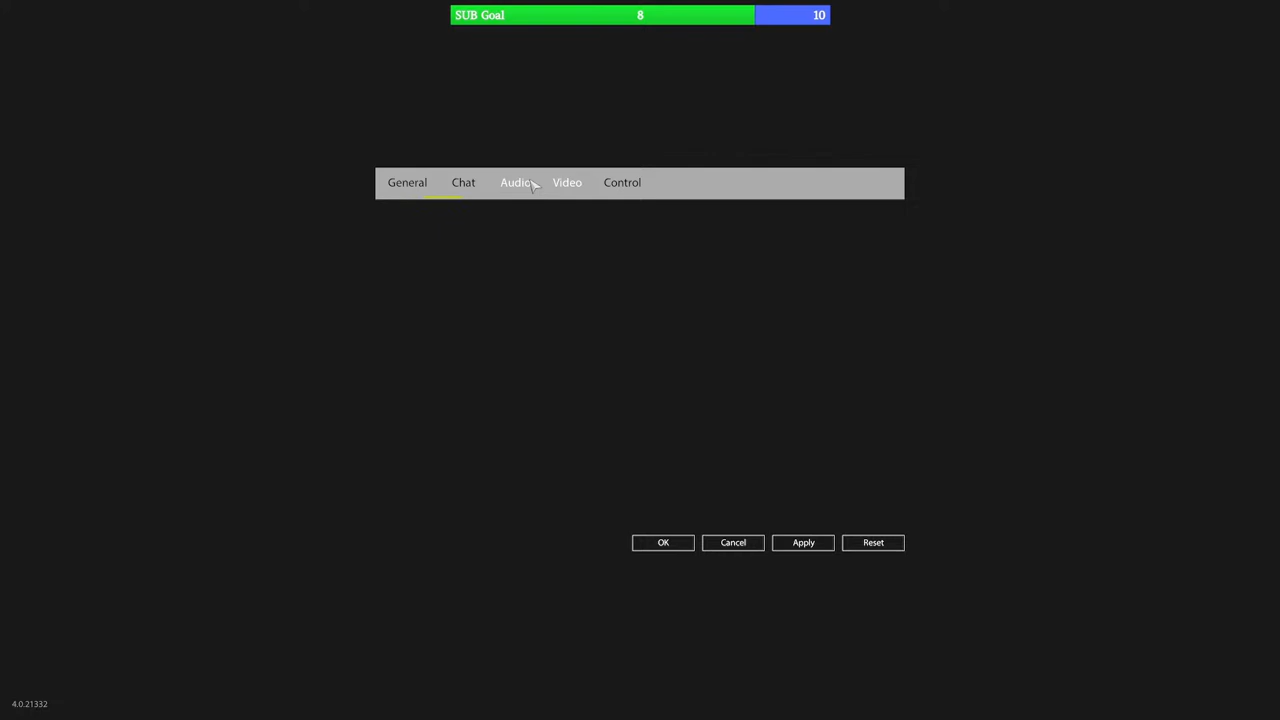 SUB Goal 8 10
General Chat Audio Video Control
OK Cancel Apply Reset
4.0.21332